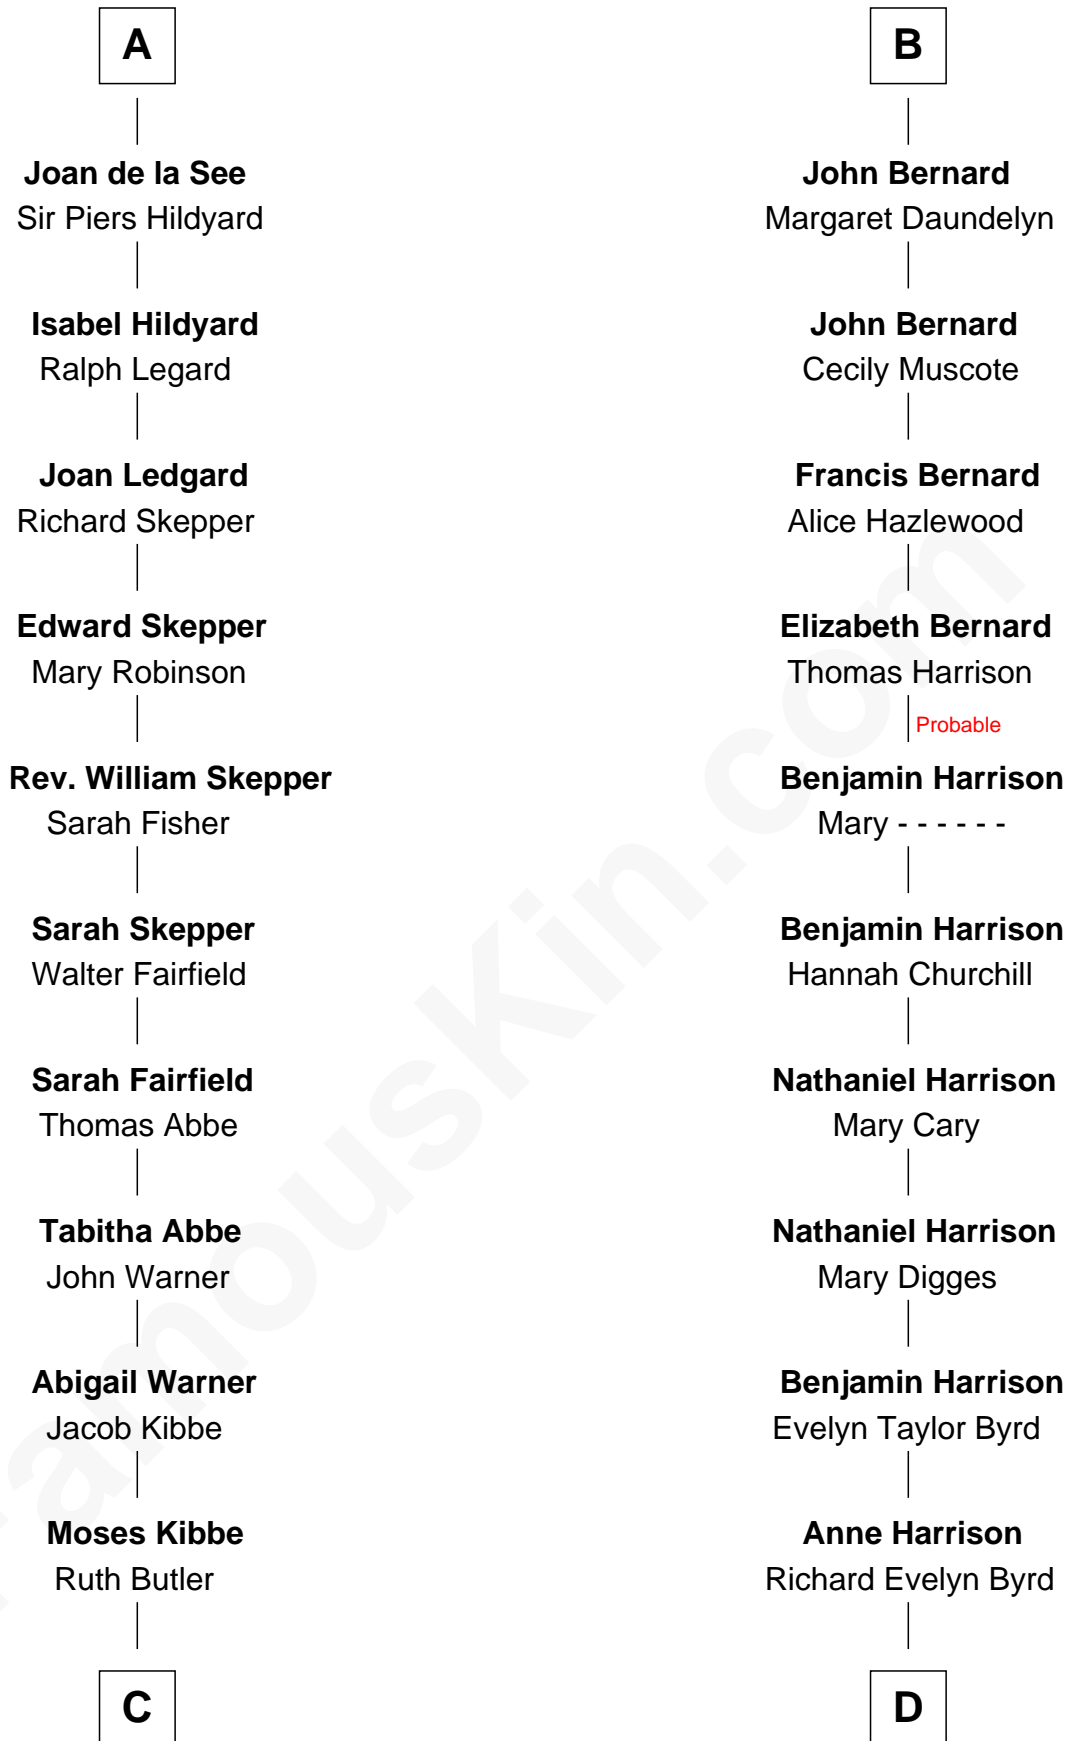 A
Joan de la See
Sir Piers Hildyard
Isabel Hildyard
Ralph Legard
Joan Ledgard
Richard Skepper
Edward Skepper
Mary Robinson
Rev. William Skepper
Sarah Fisher
Sarah Skepper
Walter Fairfield
Sarah Fairfield
Thomas Abbe
Tabitha Abbe
John Warner
Abigail Warner
Jacob Kibbe
Moses Kibbe
Ruth Butler
C
B
John Bernard
Margaret Daundelyn
John Bernard
Cecily Muscote
Francis Bernard
Alice Hazlewood
Elizabeth Bernard
Thomas Harrison
Probable
Benjamin Harrison
Mary - - - - - -
Benjamin Harrison
Hannah Churchill
Nathaniel Harrison
Mary Cary
Nathaniel Harrison
Mary Digges
Benjamin Harrison
Evelyn Taylor Byrd
Anne Harrison
Richard Evelyn Byrd
D
FamousKin.com